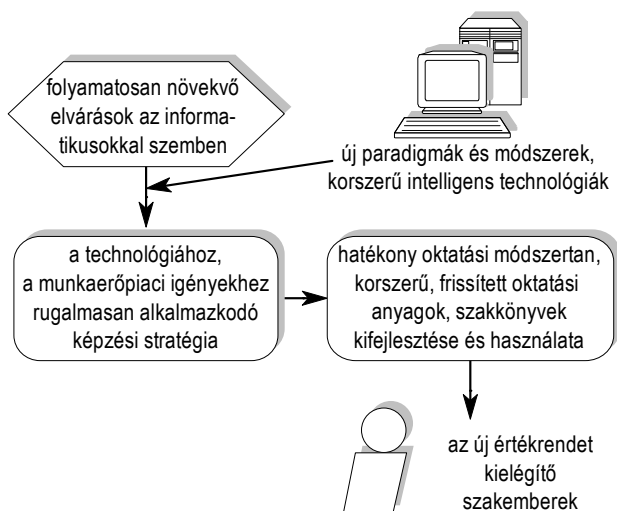 folyamatosan növekvő
elvárások az informa-
tikusokkal szemben
új paradigmák és módszerek,
korszerű intelligens technológiák
a technológiához,
a munkaerőpiaci igényekhez
rugalmasan alkalmazkodó
képzési stratégia
hatékony oktatási módszertan,
korszerű, frissített oktatási
anyagok, szakkönyvek
kifejlesztése és használata
az új értékrendet
kielégítő
szakemberek